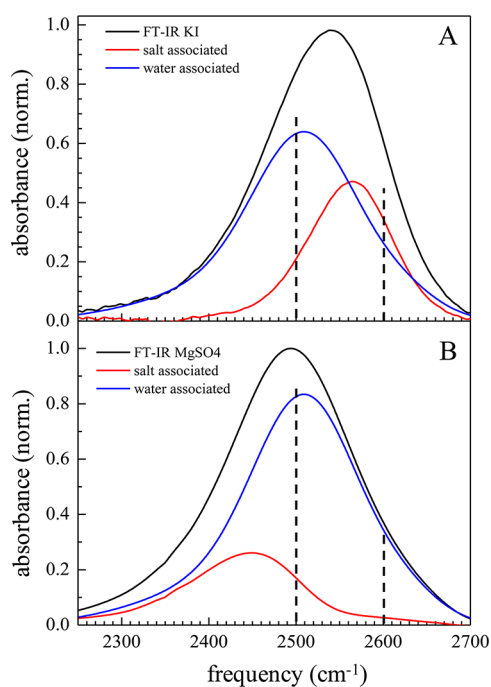 A
FT-IR KI
salt associated
water associated
absorbance (norm.)
1.0
0.8
0.6
0.4
0.2
0.0
B
FT-IR MgSO4
salt associated
water associated
absorbance (norm.)
1.0
0.8
0.6
0.4
0.2
0.0
2300 2400 2500 2600 2700
frequency (cm⁻¹)